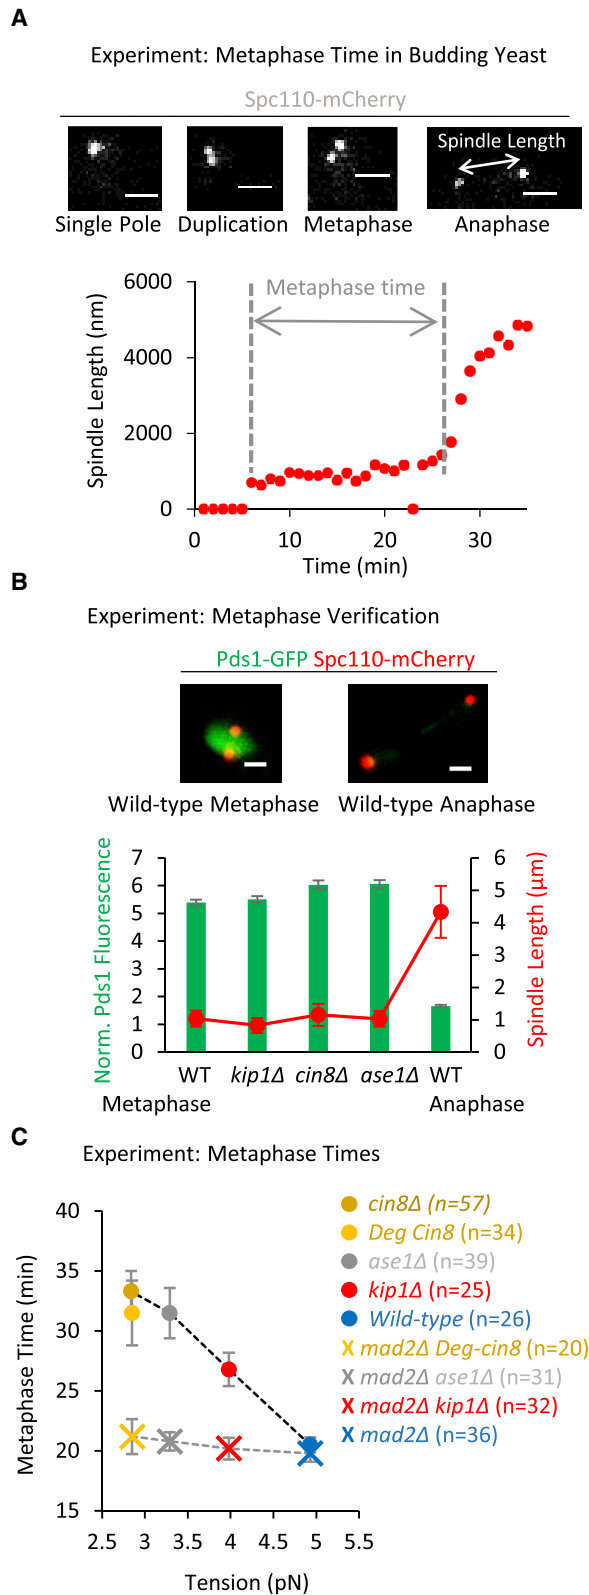 A
Experiment: Metaphase Time in Budding Yeast
Spc110-mCherry
Spindle Length
Single Pole Duplication Metaphase Anaphase
Metaphase time
Spindle Length (nm)
6000
4000
2000
0
0 10 20 30
Time (min)
B
Experiment: Metaphase Verification
Pds1-GFP Spc110-mCherry
Wild-type Metaphase Wild-type Anaphase
Norm. Pds1 Fluorescence
7
6
5
4
3
2
1
0
6
5
4
3
2
1
0
Spindle Length (μm)
WT kip1Δ cin8Δ ase1Δ WT
Metaphase Anaphase
C
Experiment: Metaphase Times
Metaphase Time (min)
40
35
30
25
20
15
2.5 3 3.5 4 4.5 5 5.5
Tension (pN)
cin8Δ (n=57)
Deg Cin8 (n=34)
ase1Δ (n=39)
kip1Δ (n=25)
Wild-type (n=26)
X mad2Δ Deg-cin8 (n=20)
X mad2Δ ase1Δ (n=31)
X mad2Δ kip1Δ (n=32)
X mad2Δ (n=36)